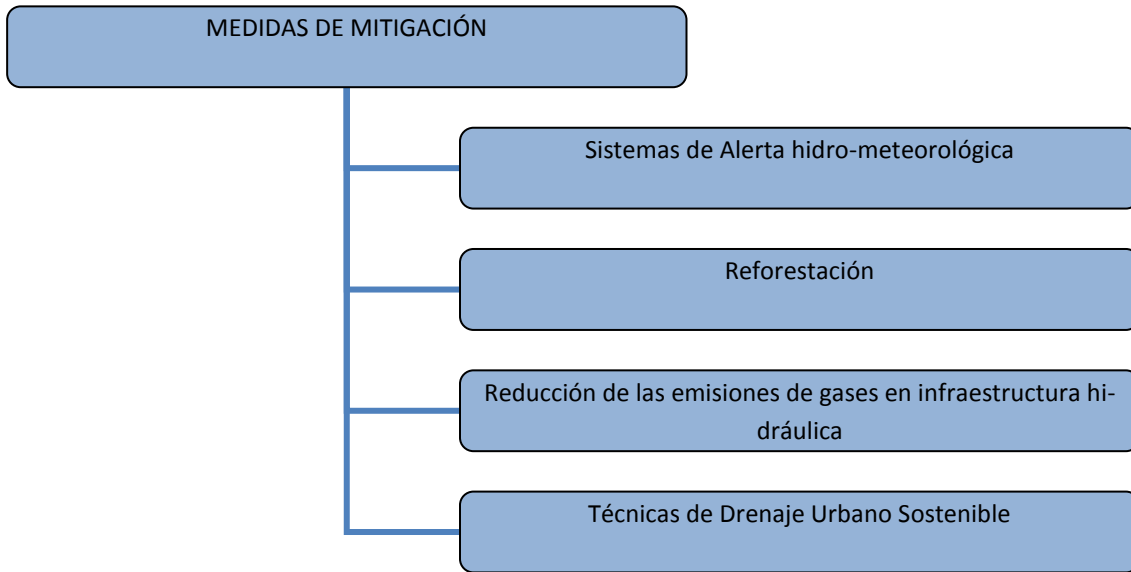 MEDIDAS DE MITIGACIÓN
Sistemas de Alerta hidro-meteorológica
Reforestación
Reducción de las emisiones de gases en infraestructura hi-
dráulica
Técnicas de Drenaje Urbano Sostenible